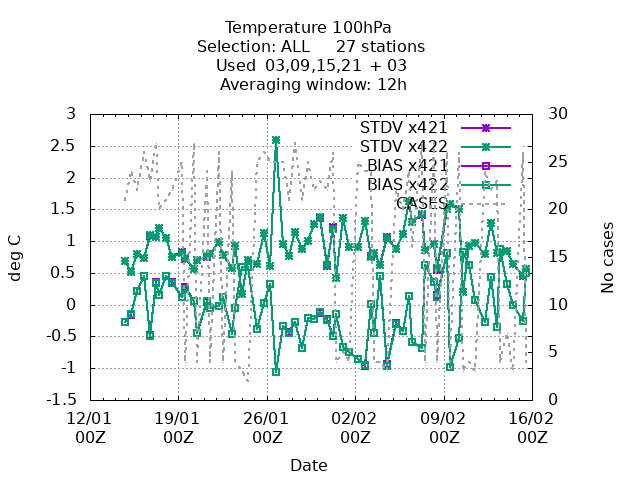 Temperature 100hPa
Selection: ALL 27 stations
Used 03,09,15,21 + 03
Averaging window: 12h
3
2.5
2
1.5
1
0.5
0
-0.5
-1
-1.5
deg C
30
25
20
15
10
5
0
No cases
STDV x421
STDV x422
BIAS x421
BIAS x422
CASES
12/01 19/01 26/01 02/02 09/02 16/02
00Z 00Z 00Z 00Z 00Z 00Z
Date